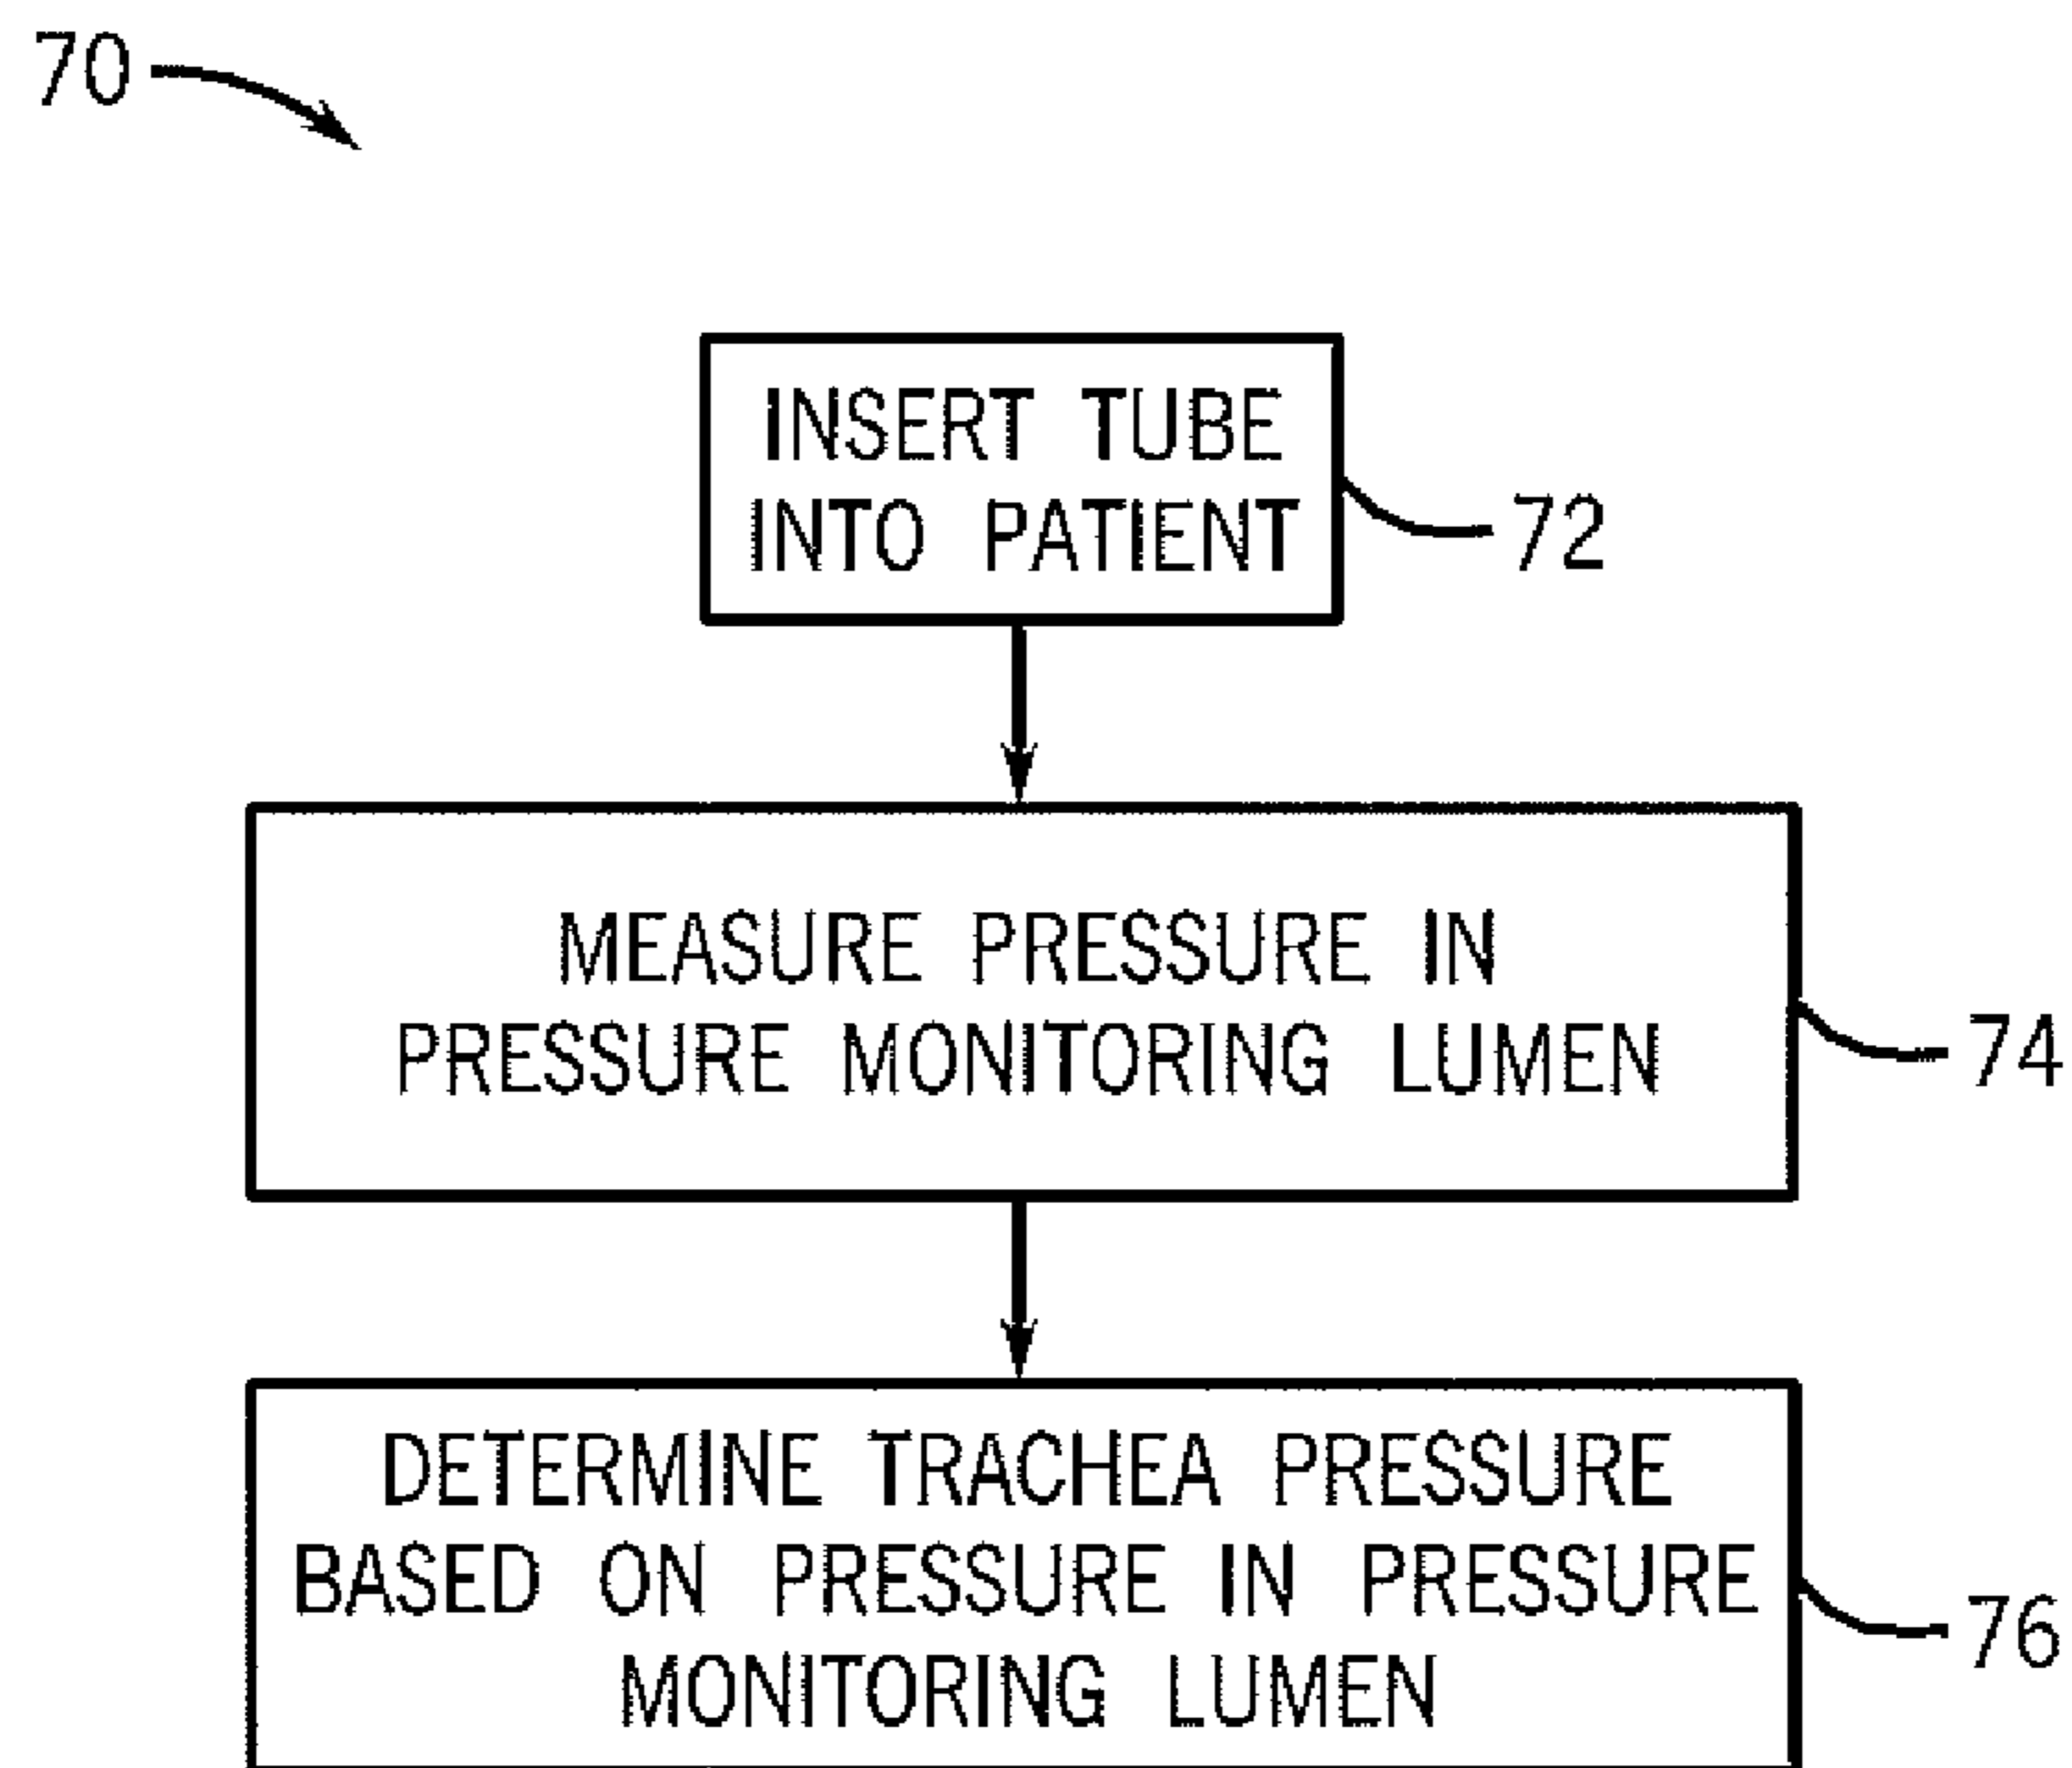 70
INSERT TUBE
INTO PATIENT
72
MEASURE PRESSURE IN
PRESSURE MONITORING LUMEN
74
DETERMINE TRACHEA PRESSURE
BASED ON PRESSURE IN PRESSURE
MONITORING LUMEN
76